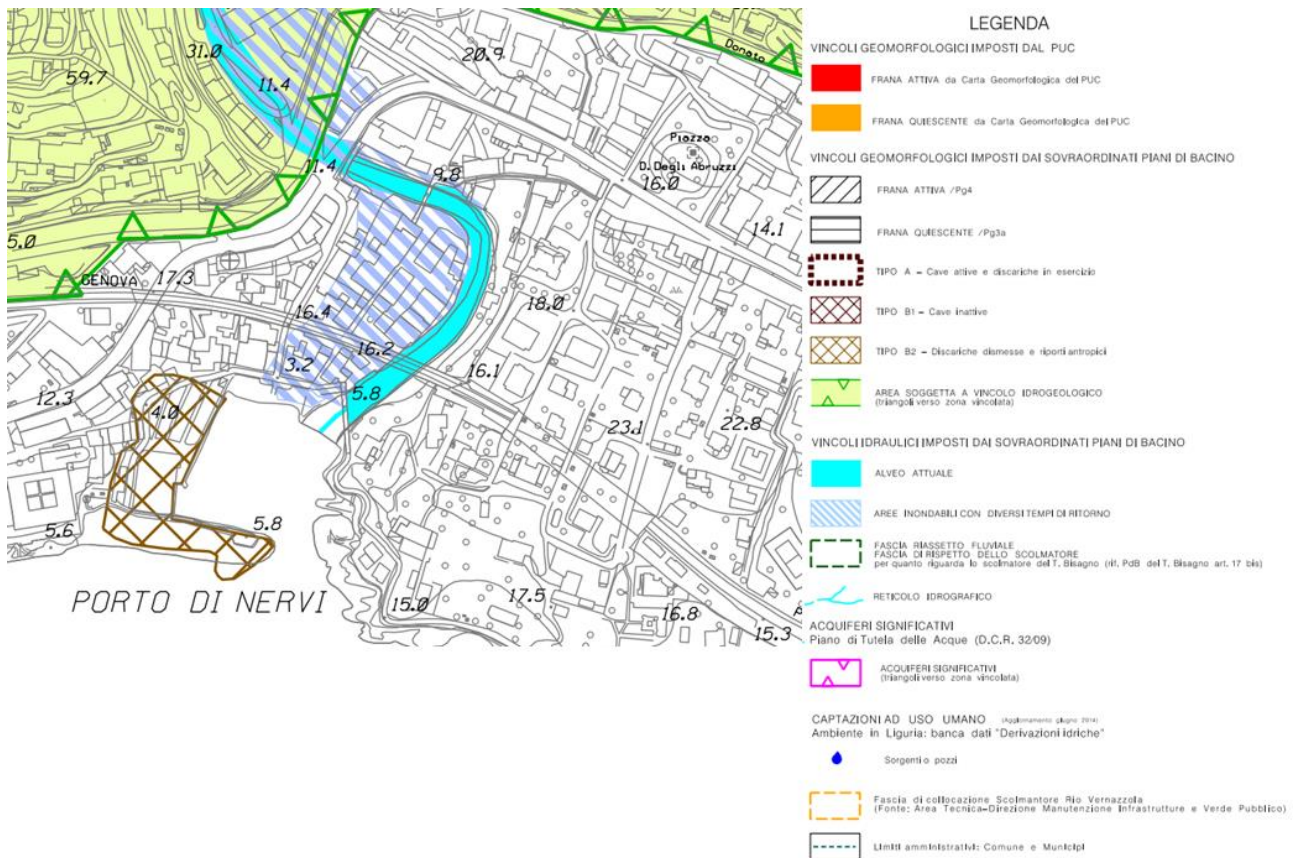 31.0
59.7
11.4
20.9
Donato
Piazza
D. Degli Abruzzi
11.4
9.8
16.0
14.1
5.0
GENOVA
17.3
18.0
16.4
16.2
3.2
16.1
5.8
12.3
4.0
23.1
22.8
5.6
5.8
PORTO DI NERVI
15.0
17.5
16.8
15.3
LEGENDA
VINCOLI GEOMORFOLOGICI IMPOSTI DAL PUC
FRANA ATTIVA da Carta Geomorfologica del PUC
FRANA QUIESCENTE da Carta Geomorfologica del PUC
VINCOLI GEOMORFOLOGICI IMPOSTI DAI SOVRAORDINATI PIANI DI BACINO
FRANA ATTIVA /Pg4
FRANA QUIESCENTE /Pg3a
TIPO A - Cave attive e discariche in esercizio
TIPO B1 - Cave inattive
TIPO B2 - Discariche dismesse e riporti antropici
AREA SOGGETTA A VINCOLO IDROGEOLOGICO
(triangoli verso zona vincolata)
VINCOLI IDRAULICI IMPOSTI DAI SOVRAORDINATI PIANI DI BACINO
ALVEO ATTUALE
AREE INONDABILI CON DIVERSI TEMPI DI RITORNO
FASCIA RIASSETTO FLUVIALE
FASCIA DI RISPETTO DELLO SCOLMATORE
per quanto riguarda lo scolmatore del T. Bisagno (rif. PdB del T. Bisagno art. 17 bis)
RETICOLO IDROGRAFICO
ACQUIFERI SIGNIFICATIVI
Piano di Tutela delle Acque (D.C.R. 32/09)
ACQUIFERI SIGNIFICATIVI
(triangoli verso zona vincolata)
CAPTAZIONI AD USO UMANO (Aggiornamento giugno 2014)
Ambiente in Liguria: banca dati "Derivazioni idriche"
Sorgenti o pozzi
Fascia di collocazione Scolmantore Rio Vernazzola
(Fonte: Area Tecnica-Direzione Manutenzione Infrastrutture e Verde Pubblico)
Limiti amministrativi: Comune e Municipi